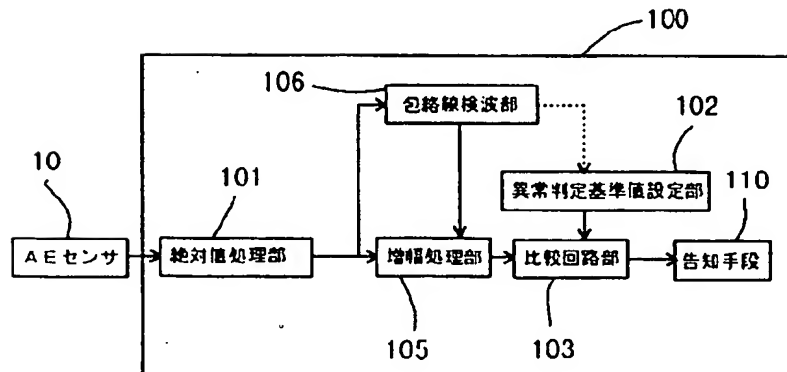 100
106
包絡線検波部
102
10
101
異常判定基準値設定部
110
AEセンサ
絶対値処理部
増幅処理部
比較回路部
告知手段
105
103